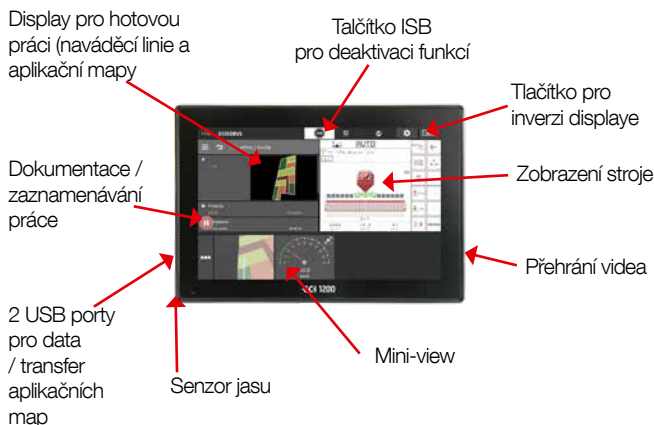 Display pro hotovou
práci (naváděcí linie a
aplikační mapy
Talčítko ISB
pro deaktivaci funkcí
Tlačítko pro
inverzi displaye
Zobrazení stroje
Dokumentace /
zaznamenávání
práce
Přehrání videa
2 USB porty
pro data
/ transfer
aplikačních
map
Senzor jasu
Mini-view
AUTO
CCI 1200